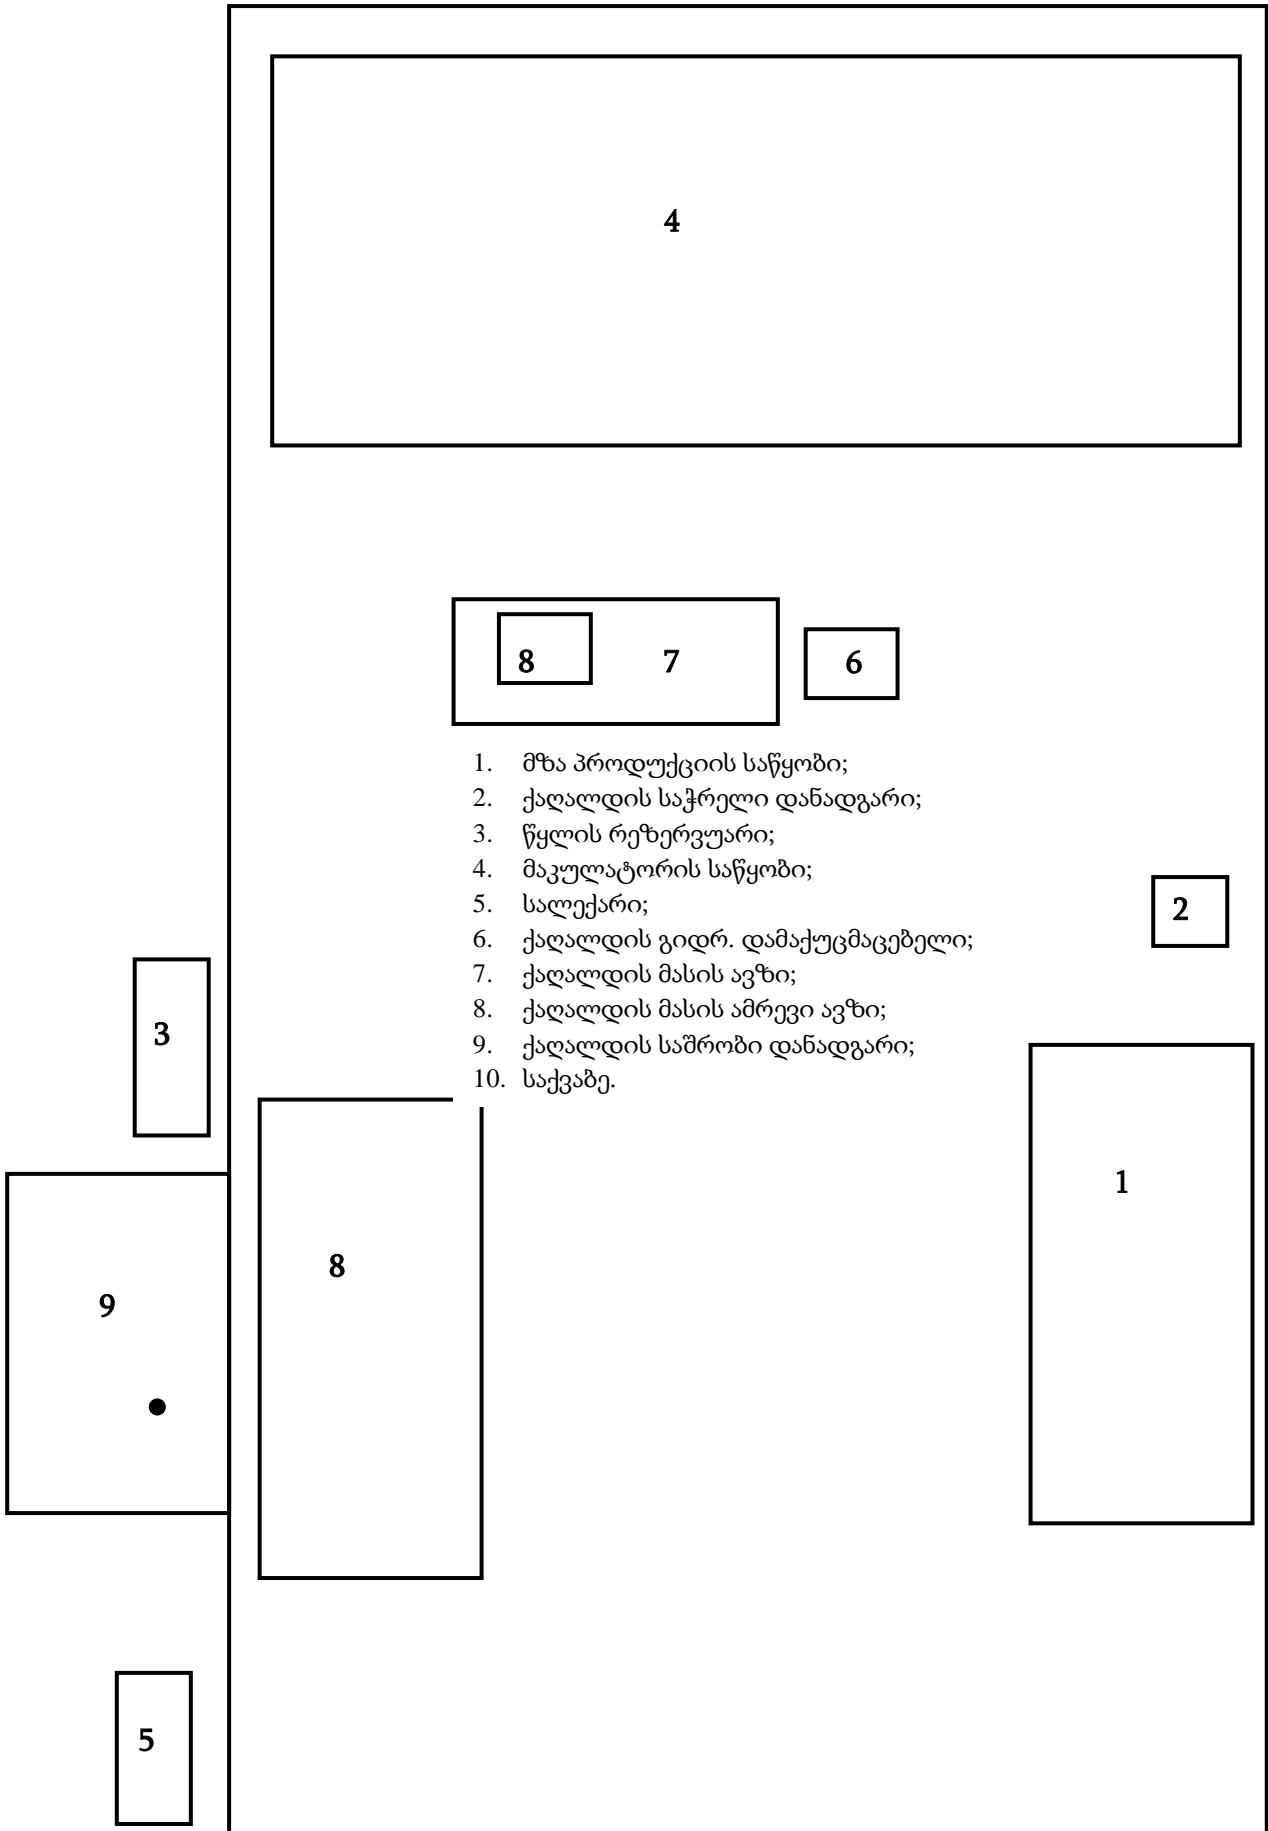 4
8 7 6
1. მზა პროდუქციის საწყობი;
2. ქაღალდის საჭრელი დანადგარი;
3. წყლის რეზერვუარი;
4. მაკულატორის საწყობი;
5. სალექარი;
6. ქაღალდის გიდრ. დამაქუცმაცებელი;
7. ქაღალდის მასის ავზი;
8. ქაღალდის მასის ამრევი ავზი;
9. ქაღალდის საშრობი დანადგარი;
10. საქვაბე.
2
3
1
8
9
5